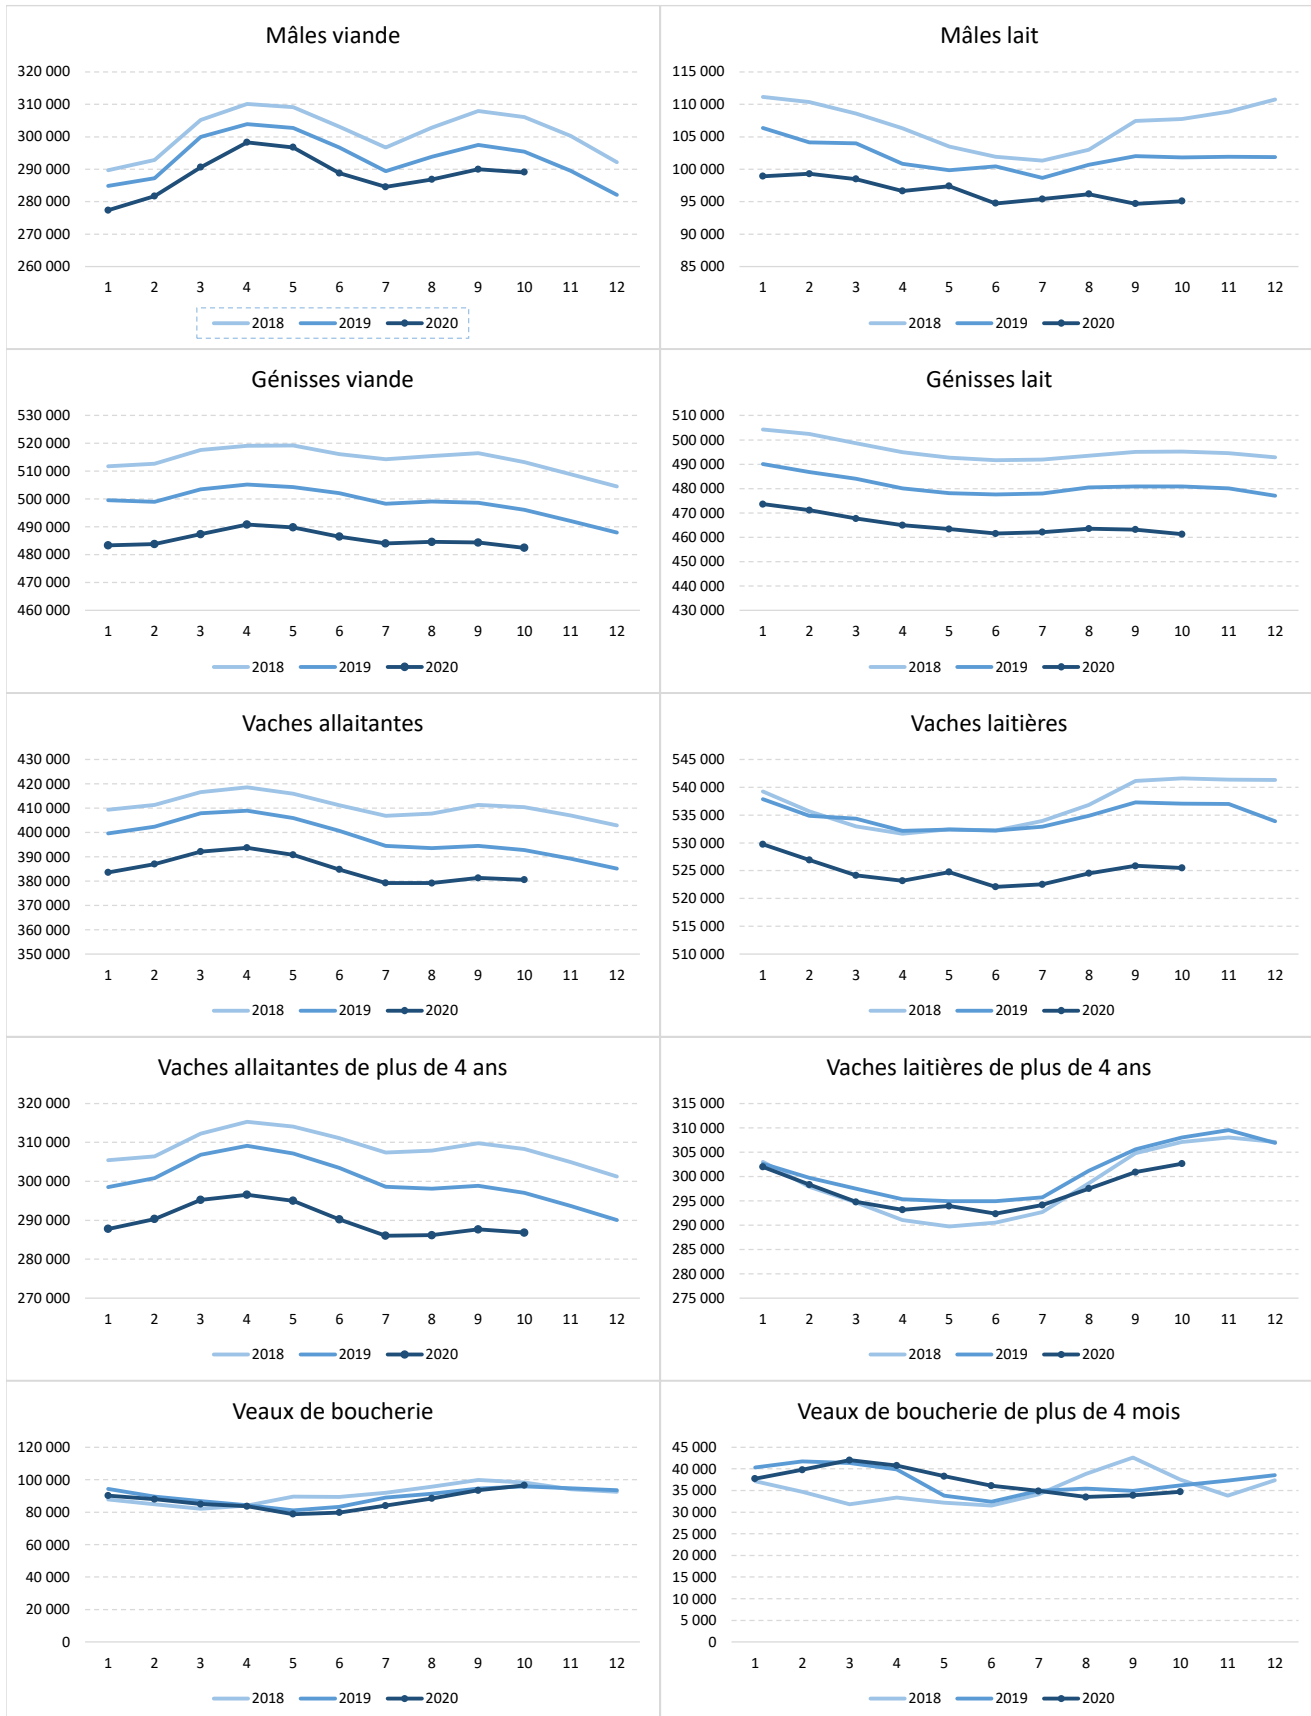 Mâles viande
320 000
310 000
300 000
290 000
280 000
270 000
260 000
1 2 3 4 5 6 7 8 9 10 11 12
2018 2019 2020
Mâles lait
115 000
110 000
105 000
100 000
95 000
90 000
85 000
1 2 3 4 5 6 7 8 9 10 11 12
2018 2019 2020
Génisses viande
530 000
520 000
510 000
500 000
490 000
480 000
470 000
460 000
1 2 3 4 5 6 7 8 9 10 11 12
2018 2019 2020
Génisses lait
510 000
500 000
490 000
480 000
470 000
460 000
450 000
440 000
430 000
1 2 3 4 5 6 7 8 9 10 11 12
2018 2019 2020
Vaches allaitantes
430 000
420 000
410 000
400 000
390 000
380 000
370 000
360 000
350 000
1 2 3 4 5 6 7 8 9 10 11 12
2018 2019 2020
Vaches laitières
545 000
540 000
535 000
530 000
525 000
520 000
515 000
510 000
1 2 3 4 5 6 7 8 9 10 11 12
2018 2019 2020
Vaches allaitantes de plus de 4 ans
320 000
310 000
300 000
290 000
280 000
270 000
1 2 3 4 5 6 7 8 9 10 11 12
2018 2019 2020
Vaches laitières de plus de 4 ans
315 000
310 000
305 000
300 000
295 000
290 000
285 000
280 000
275 000
1 2 3 4 5 6 7 8 9 10 11 12
2018 2019 2020
Veaux de boucherie
120 000
100 000
80 000
60 000
40 000
20 000
0
1 2 3 4 5 6 7 8 9 10 11 12
2018 2019 2020
Veaux de boucherie de plus de 4 mois
45 000
40 000
35 000
30 000
25 000
20 000
15 000
10 000
5 000
0
1 2 3 4 5 6 7 8 9 10 11 12
2018 2019 2020